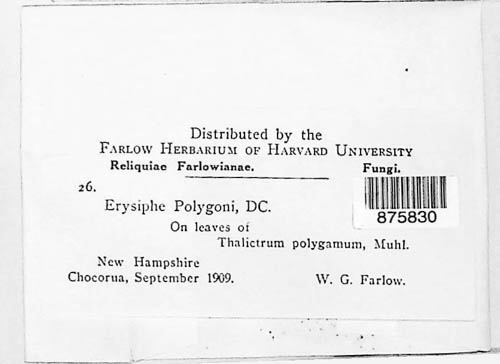 Distributed by the
FARLOW HERBARIUM OF HARVARD UNIVERSITY
Reliquiae Farlowianae. Fungi.
26.
875830
Erysiphe Polygoni, DC.
On leaves of
Thalictrum polygamum, Muhl.
New Hampshire
Chocorua, September 1909. W. G. Farlow.